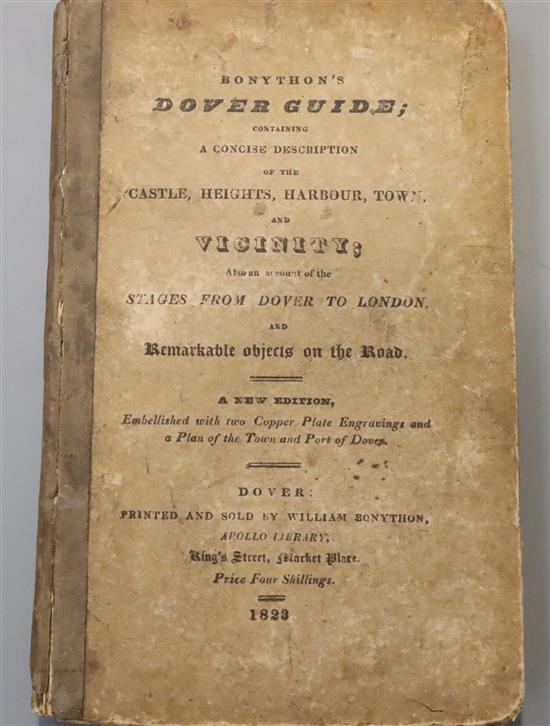 BONYTHON'S
DOVER GUIDE;
CONTAINING
A CONCISE DESCRIPTION
OF THE
CASTLE, HEIGHTS, HARBOUR, TOWN,
AND
VICINITY;
Also an account of the
STAGES FROM DOVER TO LONDON,
AND
Remarkable objects on the Road.
A NEW EDITION,
Embellished with two Copper Plate Engravings and
a Plan of the Town and Port of Dover.
DOVER:
PRINTED AND SOLD BY WILLIAM BONYTHON,
APOLLO LIBRARY,
King's Street, Market Place.
Price Four Shillings.
1823